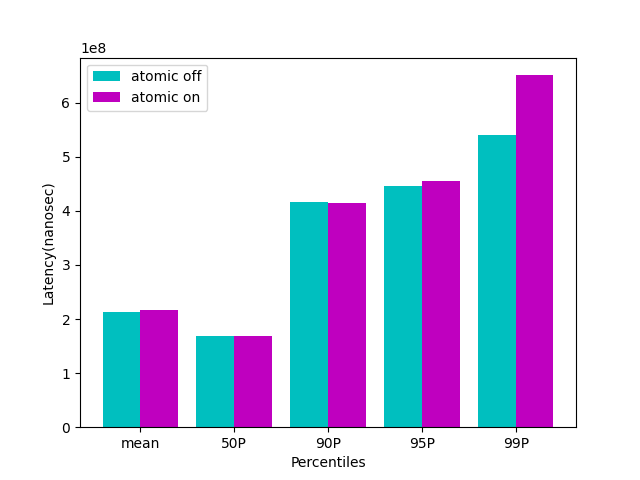 1e8
atomic off
atomic on
6
5
4
3
2
1
0
Latency(nanosec)
mean 50P 90P 95P 99P
Percentiles